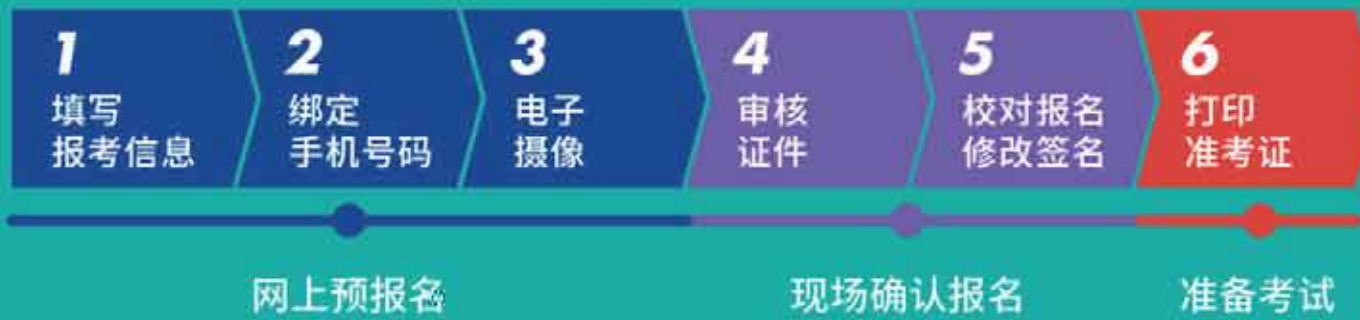 1
填写
报考信息
2
绑定
手机号码
3
电子
摄像
4
审核
证件
5
校对报名
修改签名
6
打印
准考证
网上预报名
现场确认报名
准备考试